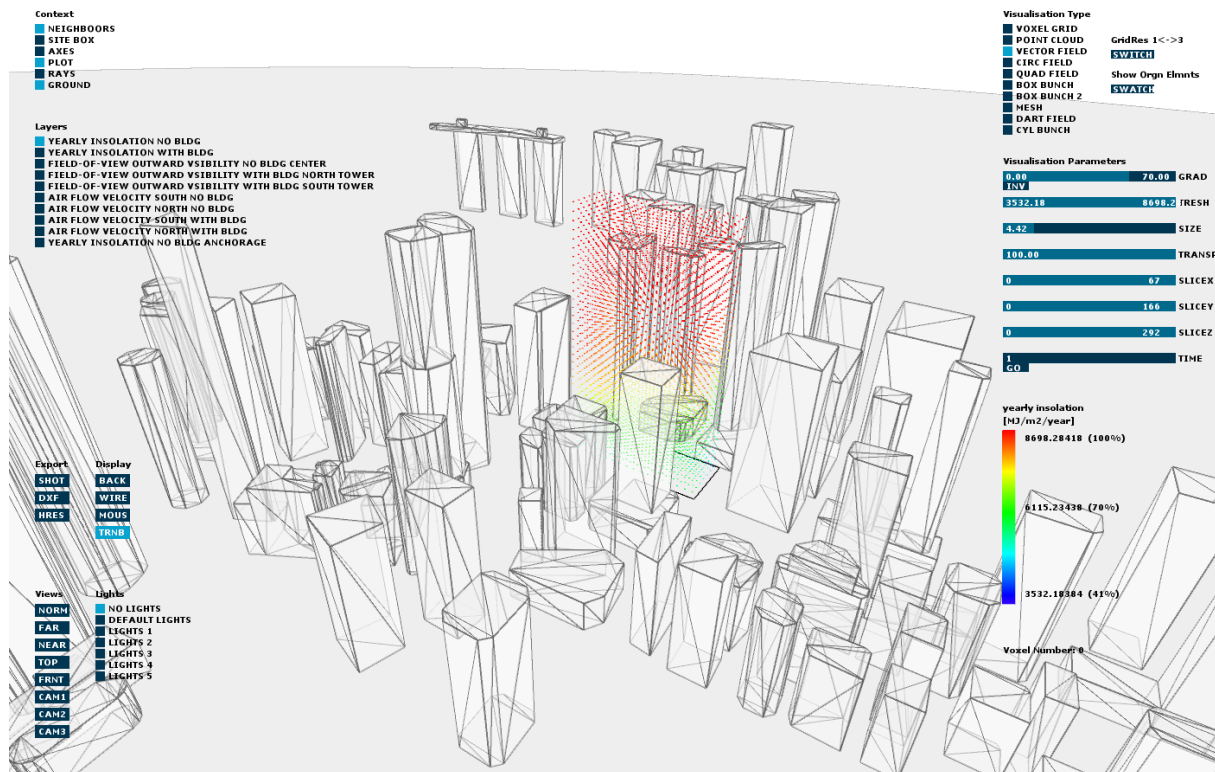 Context
NEIGHBOORS
SITE BOX
AXES
PLOT
RAYS
GROUND
Layers
YEARLY INSOLATION NO BLDG
YEARLY INSOLATION WITH BLDG
FIELD-OF-VIEW OUTWARD VSIBILITY NO BLDG CENTER
FIELD-OF-VIEW OUTWARD VSIBILITY WITH BLDG NORTH TOWER
FIELD-OF-VIEW OUTWARD VSIBILITY WITH BLDG SOUTH TOWER
AIR FLOW VELOCITY SOUTH NO BLDG
AIR FLOW VELOCITY NORTH NO BLDG
AIR FLOW VELOCITY SOUTH WITH BLDG
AIR FLOW VELOCITY NORTH WITH BLDG
YEARLY INSOLATION NO BLDG ANCHORAGE
Export
SHOT
DXF
HRES
Display
BACK
WIRE
MOUS
TRNB
Views
NORM
FAR
NEAR
TOP
FRNT
CAM1
CAM2
CAM3
Lights
NO LIGHTS
DEFAULT LIGHTS
LIGHTS 1
LIGHTS 2
LIGHTS 3
LIGHTS 4
LIGHTS 5
Visualisation Type
VOXEL GRID
POINT CLOUD
VECTOR FIELD
CIRC FIELD
QUAD FIELD
BOX BUNCH
BOX BUNCH 2
MESH
DART FIELD
CYL BUNCH
GridRes 1<->3
SWITCH
Show Orgn Elmnts
SWATCH
Visualisation Parameters
0.00 70.00 GRAD
INV
3532.18 8698.2 TRESH
4.42 SIZE
100.00 TRANSP
0 67 SLICEX
0 166 SLICEY
0 292 SLICEZ
1 TIME
GO
yearly insolation
[MJ/m2/year]
8698.28418 (100%)
6115.23438 (70%)
3532.18384 (41%)
Voxel Number: 0